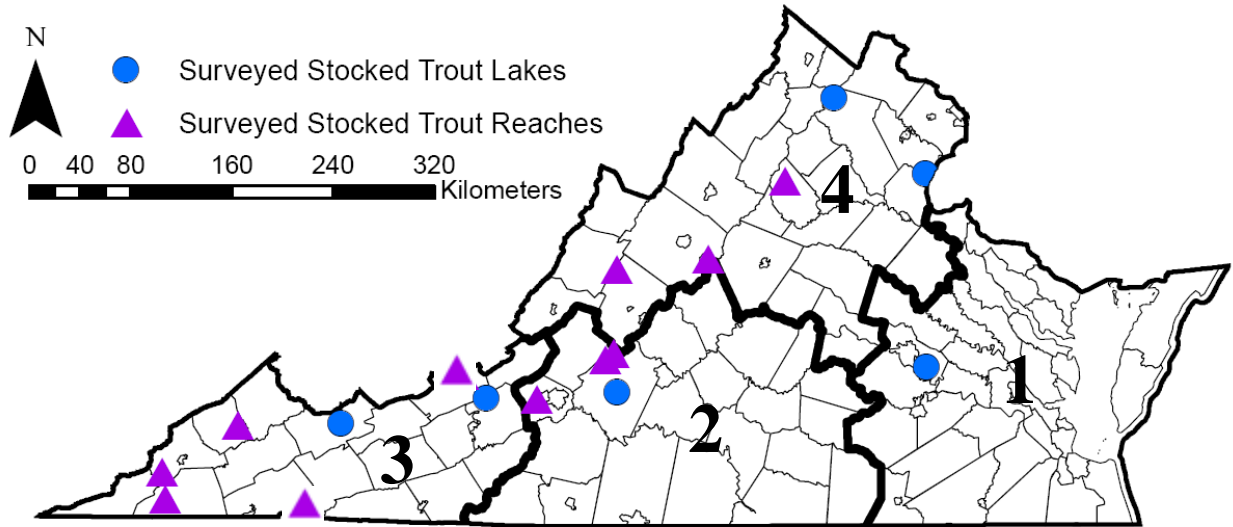 N
Surveyed Stocked Trout Lakes
Surveyed Stocked Trout Reaches
0 40 80 160 240 320
Kilometers
4
1
2
3